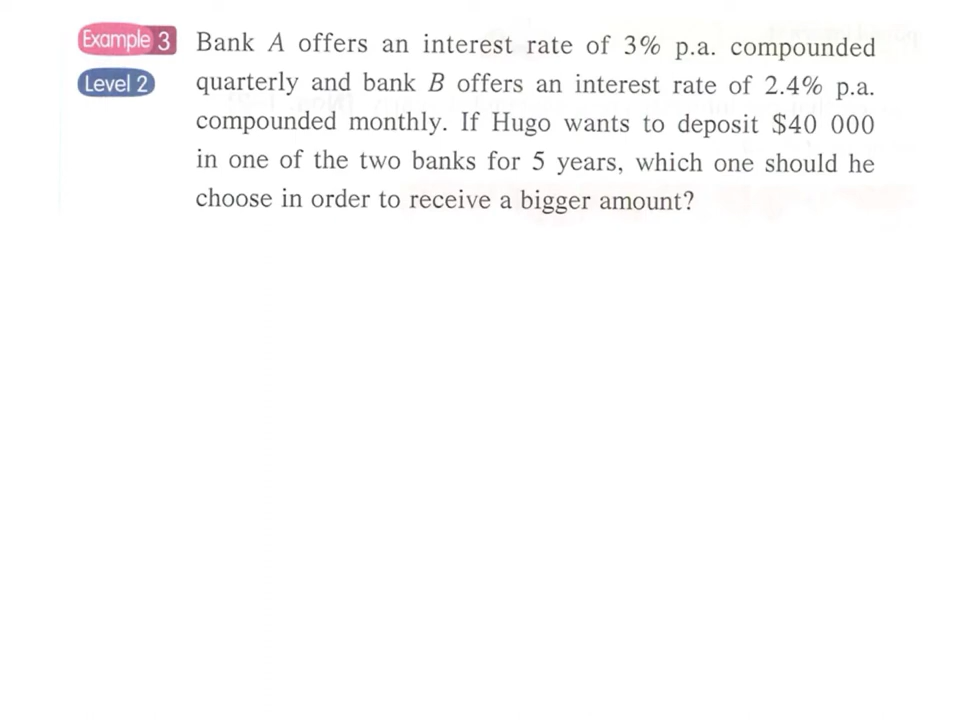 Example 3 Bank A offers an interest rate of 3% p.a. compounded
Level 2 quarterly and bank B offers an interest rate of 2.4% p.a.
compounded monthly. If Hugo wants to deposit $40 000
in one of the two banks for 5 years, which one should he
choose in order to receive a bigger amount?